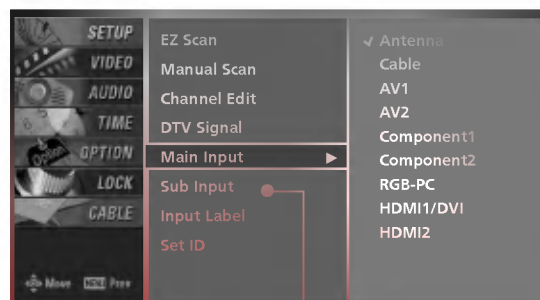 SETUP
VIDEO
AUDIO
TIME
OPTION
LOCK
CABLE
Move MENU Prev
EZ Scan
Manual Scan
Channel Edit
DTV Signal
Main Input ▶
Sub Input
Input Label
Set ID
✓ Antenna
Cable
AV1
AV2
Component1
Component2
RGB-PC
HDMI1/DVI
HDMI2